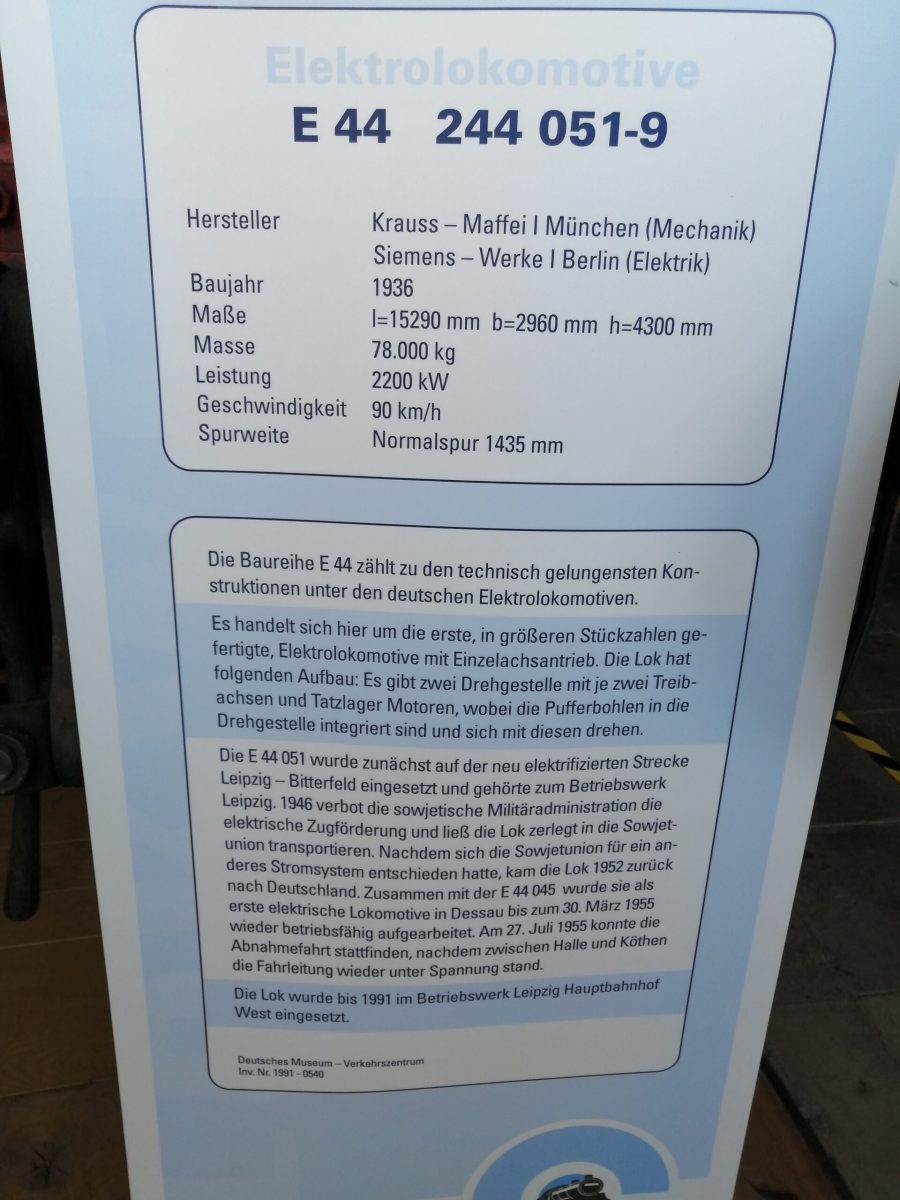 Elektrolokomotive
E 44 244 051-9
Hersteller Krauss – Maffei I München (Mechanik)
Siemens – Werke I Berlin (Elektrik)
Baujahr 1936
Maße l=15290 mm b=2960 mm h=4300 mm
Masse 78.000 kg
Leistung 2200 kW
Geschwindigkeit 90 km/h
Spurweite Normalspur 1435 mm
Die Baureihe E 44 zählt zu den technisch gelungensten Kon-
struktionen unter den deutschen Elektrolokomotiven.
Es handelt sich hier um die erste, in größeren Stückzahlen ge-
fertigte, Elektrolokomotive mit Einzelachsantrieb. Die Lok hat
folgenden Aufbau: Es gibt zwei Drehgestelle mit je zwei Treib-
achsen und Tatzlager Motoren, wobei die Pufferbohlen in die
Drehgestelle integriert sind und sich mit diesen drehen.
Die E 44 051 wurde zunächst auf der neu elektrifizierten Strecke
Leipzig – Bitterfeld eingesetzt und gehörte zum Betriebswerk
Leipzig. 1946 verbot die sowjetische Militäradministration die
elektrische Zugförderung und ließ die Lok zerlegt in die Sowjet-
union transportieren. Nachdem sich die Sowjetunion für ein an-
deres Stromsystem entschieden hatte, kam die Lok 1952 zurück
nach Deutschland. Zusammen mit der E 44 045 wurde sie als
erste elektrische Lokomotive in Dessau bis zum 30. März 1955
wieder betriebsfähig aufgearbeitet. Am 27. Juli 1955 konnte die
Abnahmefahrt stattfinden, nachdem zwischen Halle und Köthen
die Fahrleitung wieder unter Spannung stand.
Die Lok wurde bis 1991 im Betriebswerk Leipzig Hauptbahnhof
West eingesetzt.
Deutsches Museum – Verkehrszentrum
Inv. Nr. 1991 - 0540